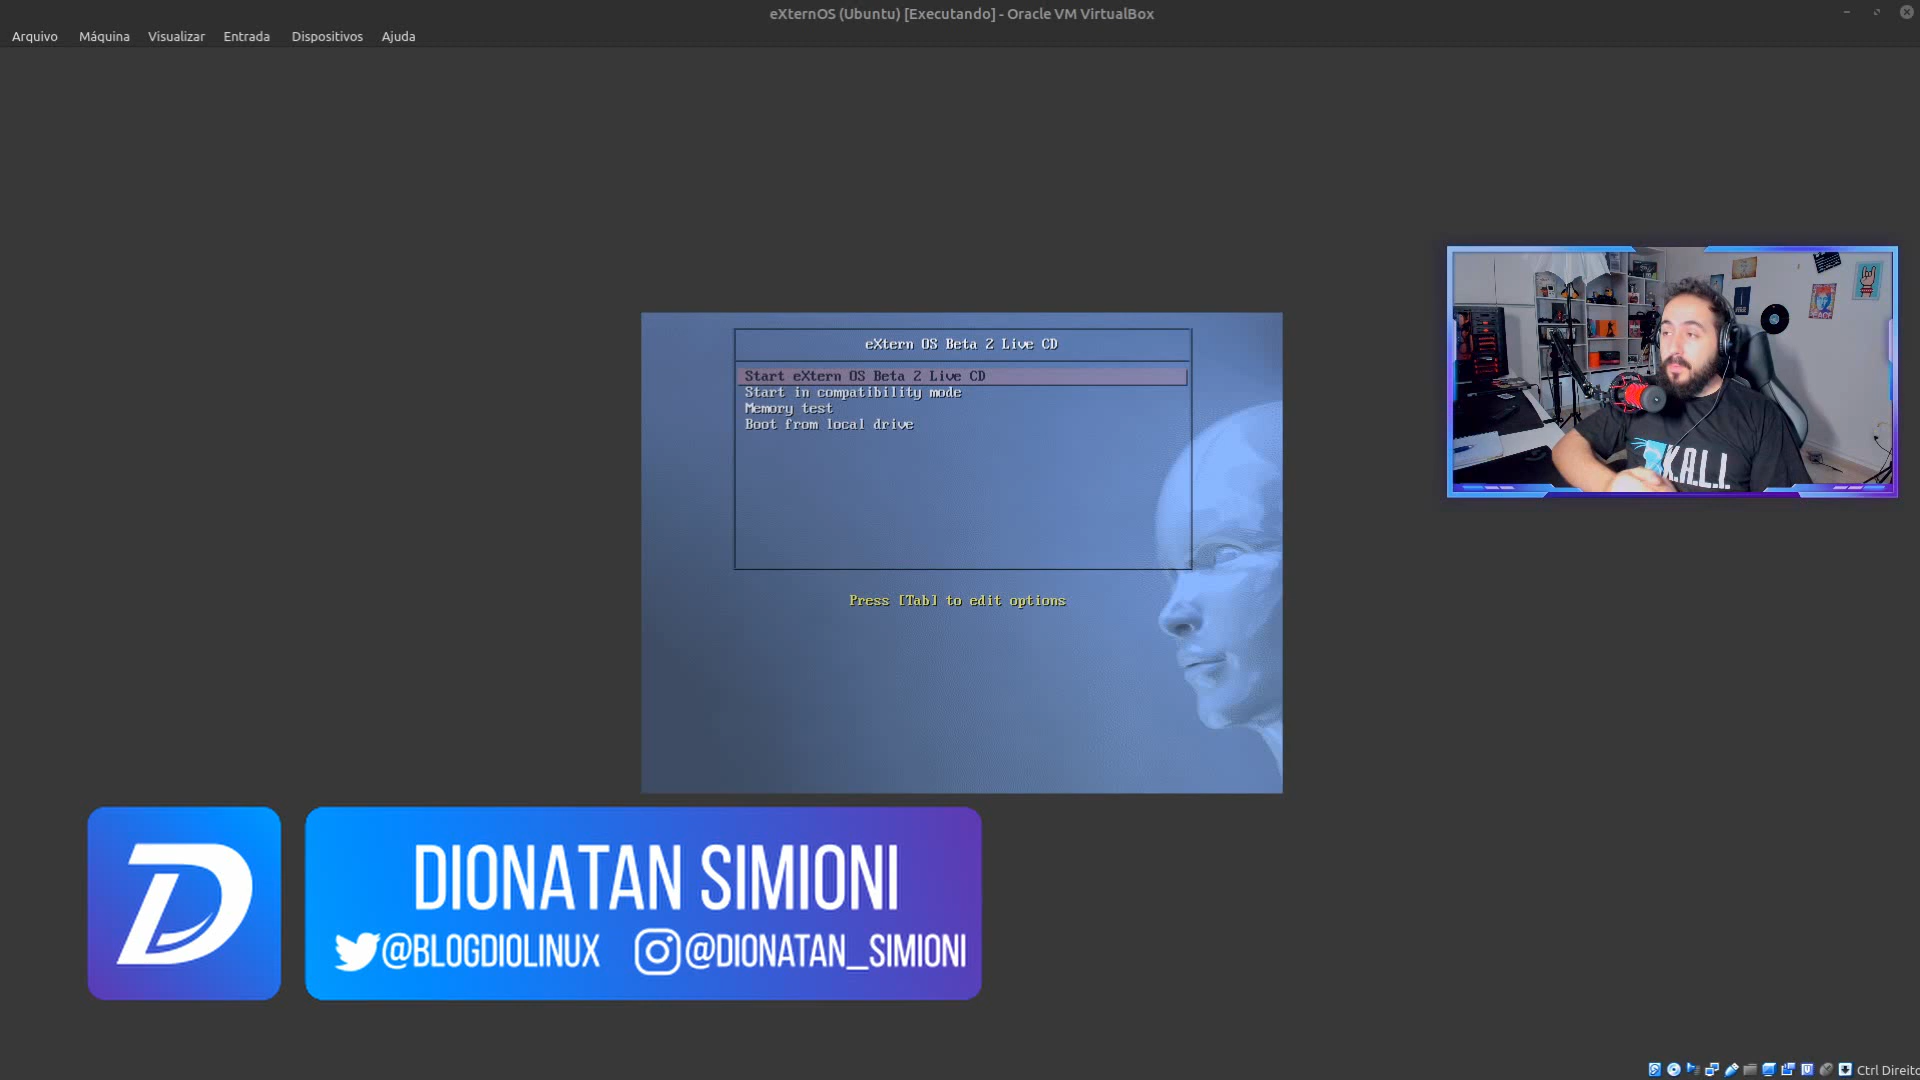 eXternOS (Ubuntu) [Executando] - Oracle VM VirtualBox
Arquivo Máquina Visualizar Entrada Dispositivos Ajuda
eXtern OS Beta 2 Live CD
Start eXtern OS Beta 2 Live CD
Start in compatibility mode
Memory test
Boot from local drive
Press [Tab] to edit options
K.A.L.I.
D
DIONATAN SIMIONI
@BLOGDIOLINUX @DIONATAN_SIMIONI
Ctrl Direito